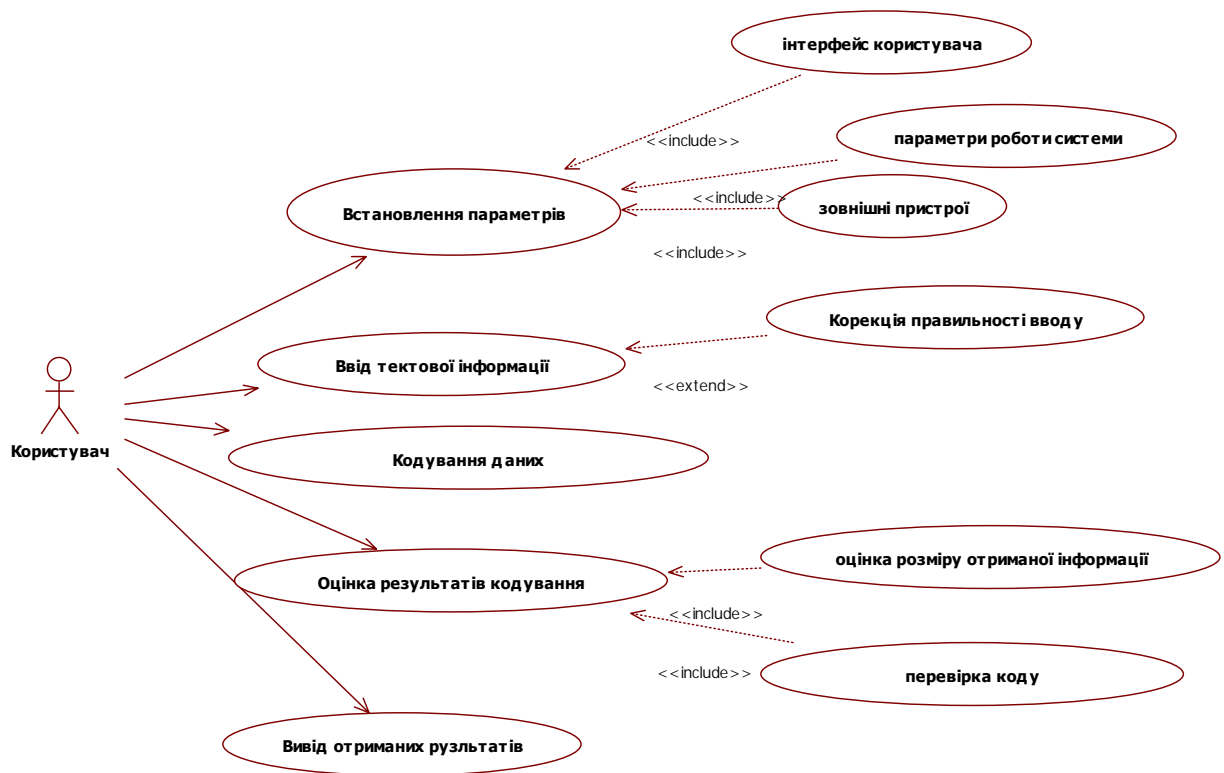 інтерфейс користувача
<<include>>
параметри роботи системи
Встановлення параметрів
<<include>>
зовнішні пристрої
<<include>>
Корекція правильності вводу
Ввід тектової інформації
<<extend>>
Користувач
Кодування даних
оцінка розміру отриманої інформації
Оцінка результатів кодування
<<include>>
<<include>>
перевірка коду
Вивід отриманих рузльтатів